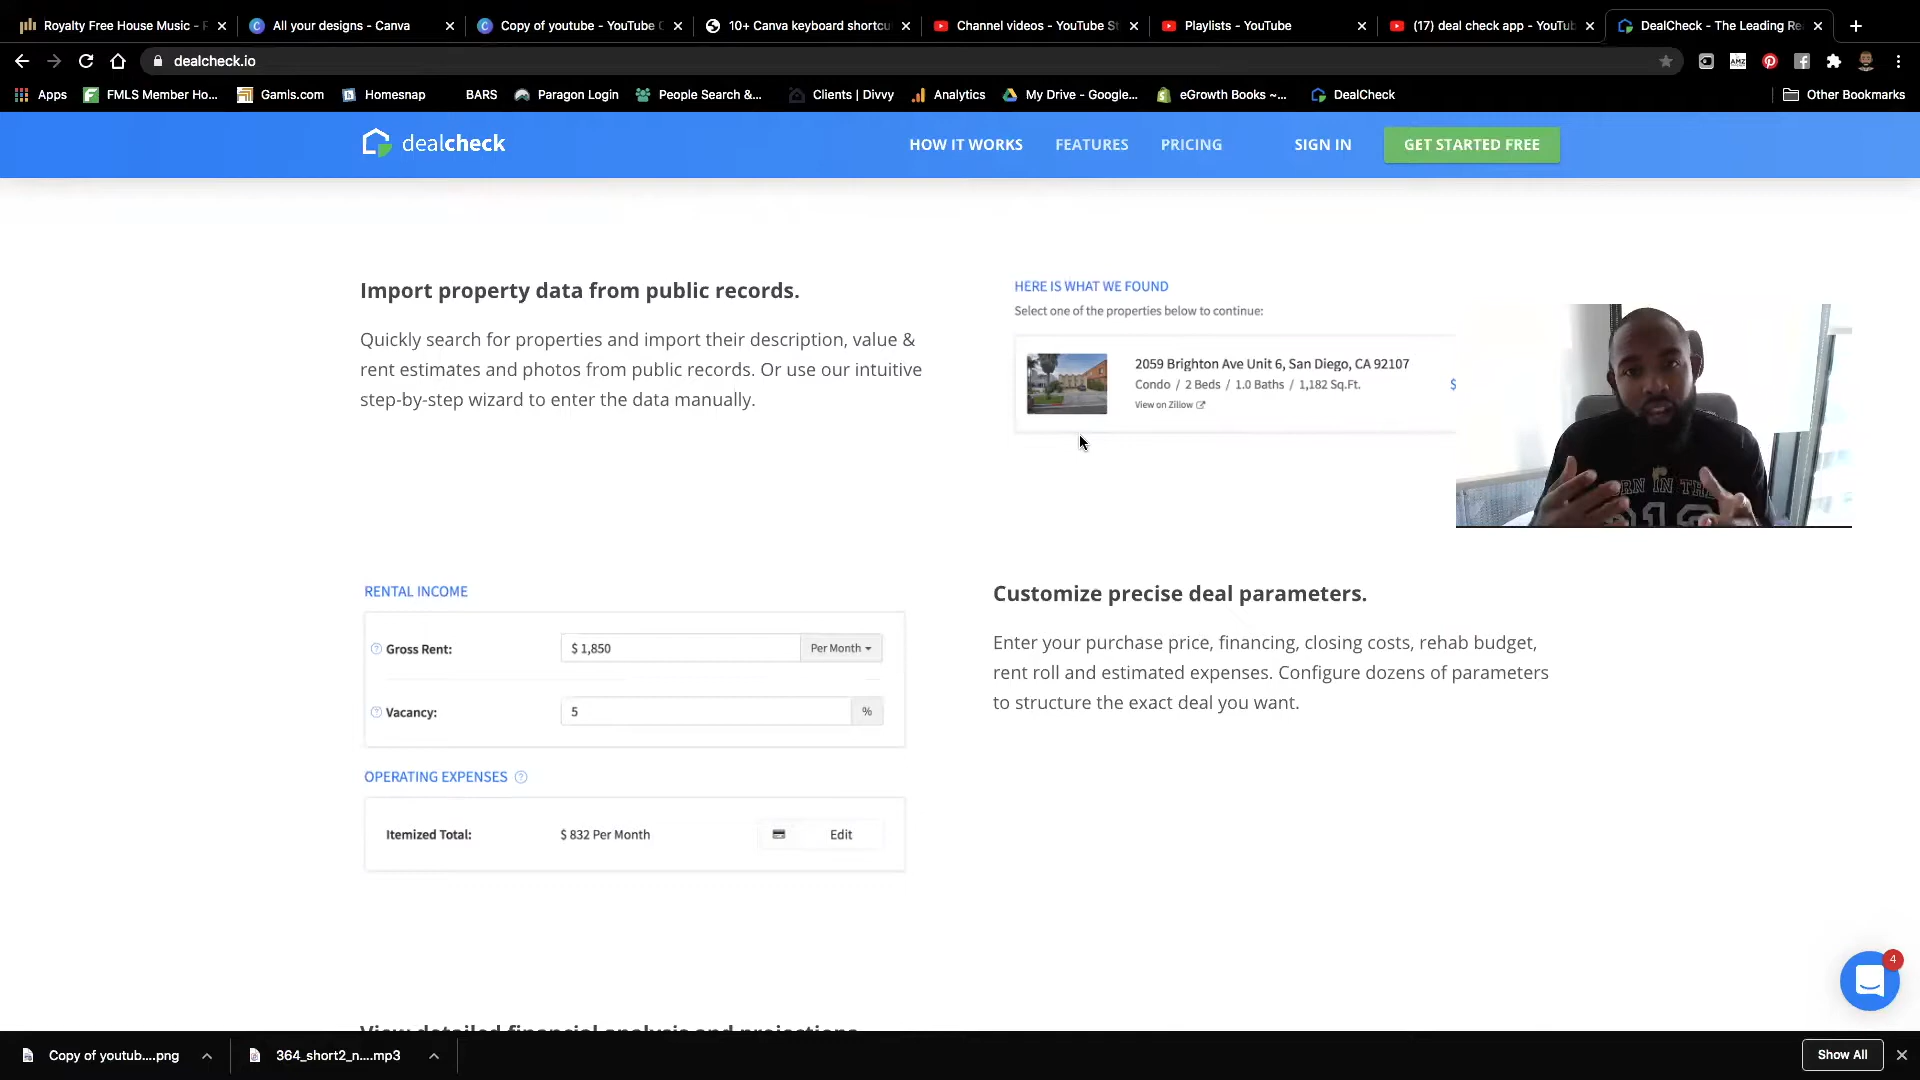 Royalty Free House Music - F
All your designs - Canva
Copy of youtube - YouTube C
10+ Canva keyboard shortcu
Channel videos - YouTube St
Playlists - YouTube
(17) deal check app - YouTub
DealCheck - The Leading Re
dealcheck.io
Apps
FMLS Member Ho...
Gamls.com
Homesnap
BARS
Paragon Login
People Search &...
Clients | Divvy
Analytics
My Drive - Google...
eGrowth Books ~...
DealCheck
Other Bookmarks
dealcheck
HOW IT WORKS
FEATURES
PRICING
SIGN IN
GET STARTED FREE
Import property data from public records.
Quickly search for properties and import their description, value &
rent estimates and photos from public records. Or use our intuitive
step-by-step wizard to enter the data manually.
HERE IS WHAT WE FOUND
Select one of the properties below to continue:
2059 Brighton Ave Unit 6, San Diego, CA 92107
Condo / 2 Beds / 1.0 Baths / 1,182 Sq.Ft.
$
View on Zillow
RN IN THE
313
RENTAL INCOME
Gross Rent:
$ 1,850
Per Month
Vacancy:
5
%
OPERATING EXPENSES
Itemized Total:
$ 832 Per Month
Edit
Customize precise deal parameters.
Enter your purchase price, financing, closing costs, rehab budget,
rent roll and estimated expenses. Configure dozens of parameters
to structure the exact deal you want.
4
View detailed financial analysis and projections.
Copy of youtub....png
364_short2_n....mp3
Show All